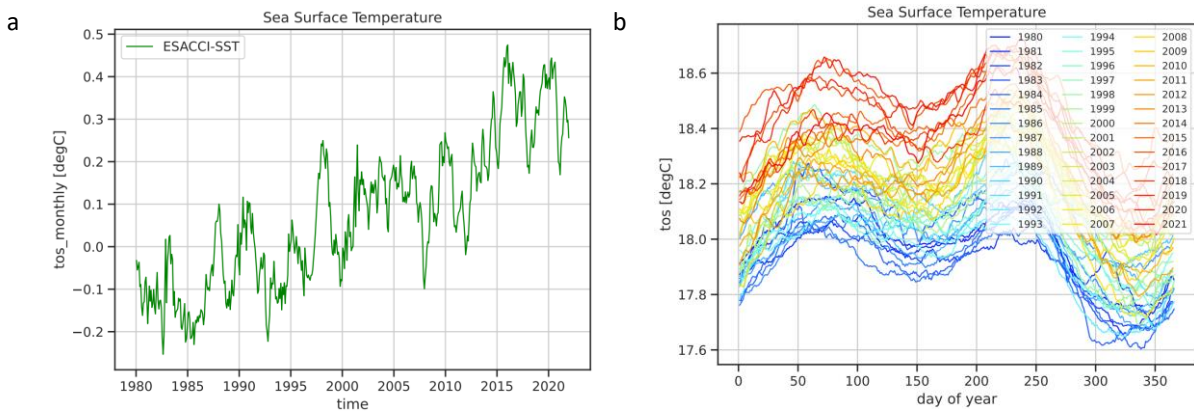 a
Sea Surface Temperature
ESACCI-SST
tos_monthly [degC]
0.5
0.4
0.3
0.2
0.1
0.0
−0.1
−0.2
1980 1985 1990 1995 2000 2005 2010 2015 2020
time
b
Sea Surface Temperature
tos [degC]
18.6
18.4
18.2
18.0
17.8
17.6
1980 1994 2008
1981 1995 2009
1982 1996 2010
1983 1997 2011
1984 1998 2012
1985 1999 2013
1986 2000 2014
1987 2001 2015
1988 2002 2016
1989 2003 2017
1990 2004 2018
1991 2005 2019
1992 2006 2020
1993 2007 2021
0 50 100 150 200 250 300 350
day of year